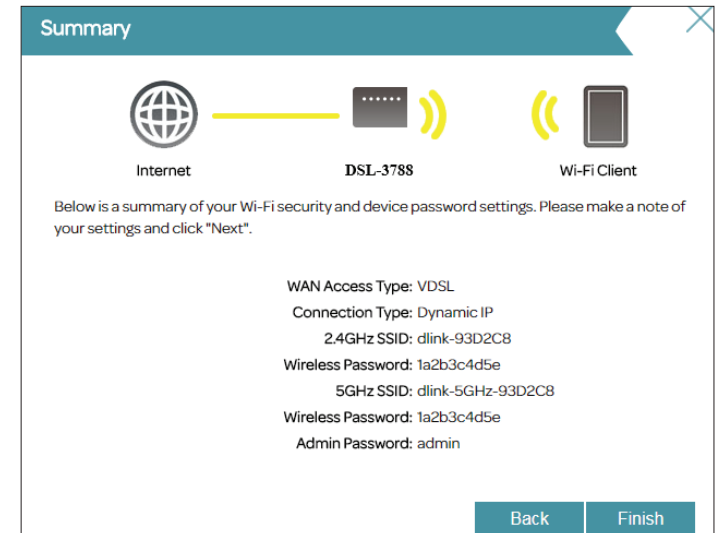 Summary
Internet
DSL-3788
Wi-Fi Client
Below is a summary of your Wi-Fi security and device password settings. Please make a note of
your settings and click "Next".
WAN Access Type: VDSL
Connection Type: Dynamic IP
2.4GHz SSID: dlink-93D2C8
Wireless Password: 1a2b3c4d5e
5GHz SSID: dlink-5GHz-93D2C8
Wireless Password: 1a2b3c4d5e
Admin Password: admin
Back
Finish